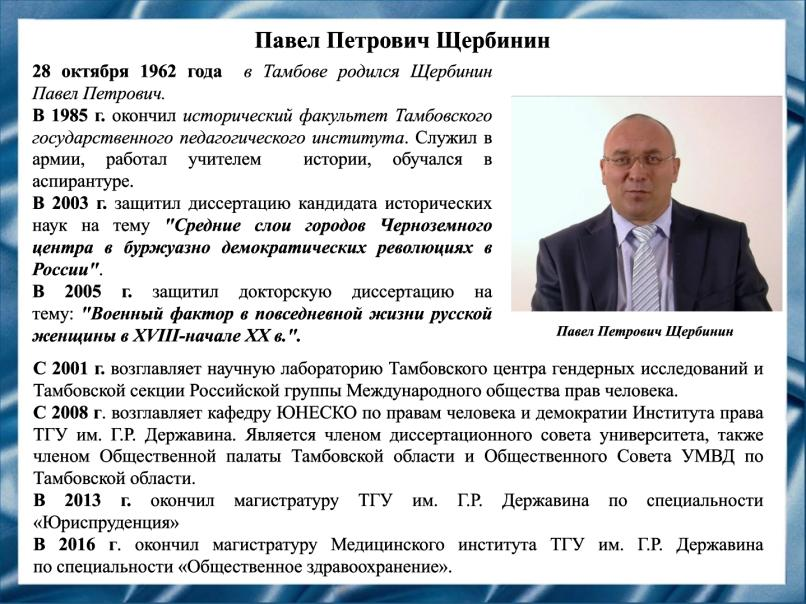 Павел Петрович Щербинин
28 октября 1962 года в Тамбове родился Щербинин
Павел Петрович.
В 1985 г. окончил исторический факультет Тамбовского
государственного педагогического института. Служил в
армии, работал учителем истории, обучался в
аспирантуре.
В 2003 г. защитил диссертацию кандидата исторических
наук на тему "Средние слои городов Черноземного
центра в буржуазно демократических революциях в
России".
В 2005 г. защитил докторскую диссертацию на
тему: "Военный фактор в повседневной жизни русской
женщины в XVIII-начале XX в.".
Павел Петрович Щербинин
С 2001 г. возглавляет научную лабораторию Тамбовского центра гендерных исследований и
Тамбовской секции Российской группы Международного общества прав человека.
С 2008 г. возглавляет кафедру ЮНЕСКО по правам человека и демократии Института права
ТГУ им. Г.Р. Державина. Является членом диссертационного совета университета, также
членом Общественной палаты Тамбовской области и Общественного Совета УМВД по
Тамбовской области.
В 2013 г. окончил магистратуру ТГУ им. Г.Р. Державина по специальности
«Юриспруденция»
В 2016 г. окончил магистратуру Медицинского института ТГУ им. Г.Р. Державина
по специальности «Общественное здравоохранение».